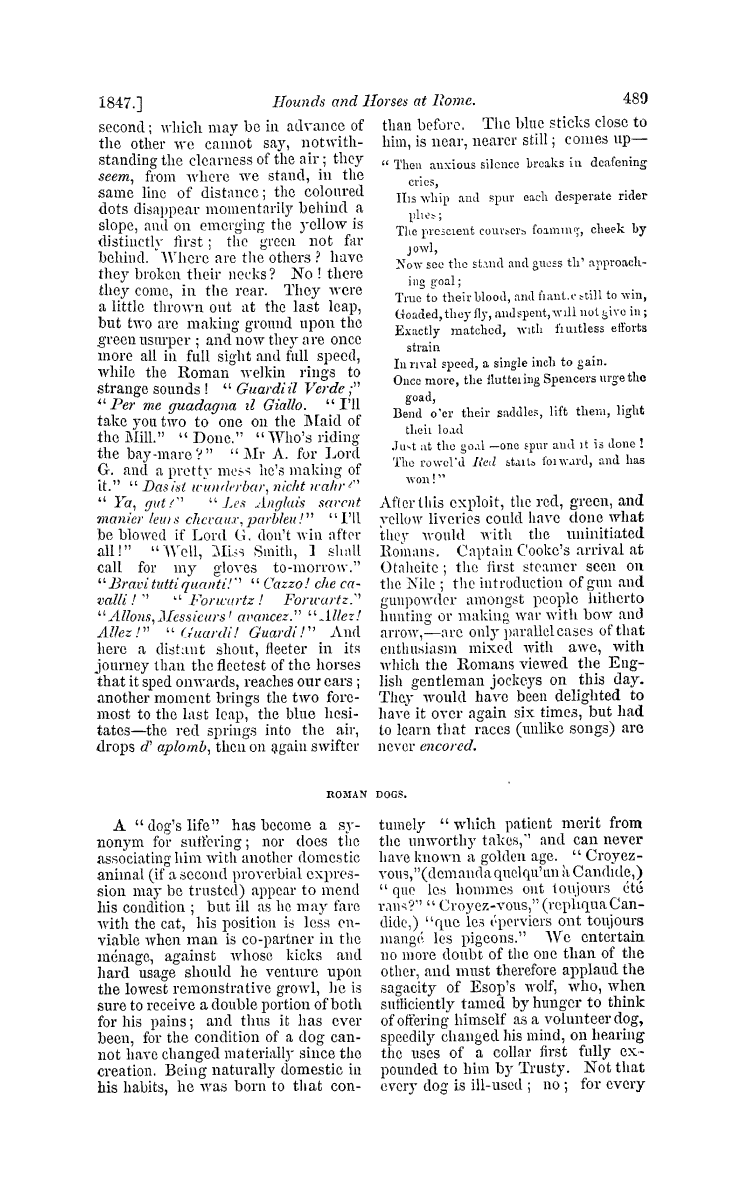 1847.] Hounds and Horses at Rome. 489
second; which may be in advance of
the other we cannot say, notwith-
standing the clearness of the air; they
seem, from where we stand, in the
same line of distance; the coloured
dots disappear momentarily behind a
slope, and on emerging the yellow is
distinctly first; the green not far
behind. Where are the others? have
they broken their necks? No! there
they come, in the rear. They were
a little thrown out at the last leap,
but two are making ground upon the
green usurper; and now they are once
more all in full sight and full speed,
while the Roman welkin rings to
strange sounds! "Guardi il Verde;"
"Per me guadagna il Giallo. "I'll
take you two to one on the Maid of
the Mill." "Done." "Who's riding
the bay-mare?" "Mr A. for Lord
G. and a pretty mess he's making of
it." "Das ist wunderbar, nicht wahr?"
"Ya, gut!" "Les Anglais savent
manier leurs chevaux, parbleu!" "I'll
be blowed if Lord G. don't win after
all!" "Well, Miss Smith, I shall
call for my gloves to-morrow."
"Bravi tutti quanti!" "Cazzo! che ca-
valli!" "Forwartz! Forwartz."
"Allons, Messieurs! avancez." "Allez!
Allez!" "Guardi! Guardi!" And
here a distant shout, fleeter in its
journey than the fleetest of the horses
that it sped onwards, reaches our ears;
another moment brings the two fore-
most to the last leap, the blue hesi-
tates—the red springs into the air,
drops d' aplomb, then on again swifter
than before. The blue sticks close to
him, is near, nearer still; comes up—
"Then anxious silence breaks in deafening
cries,
His whip and spur each desperate rider
plies;
The prescient coursers foaming, cheek by
jowl,
Now see the stand and guess th' approach-
ing goal;
True to their blood, and frantic still to win,
Goaded, they fly, and spent, will not give in;
Exactly matched, with fruitless efforts
strain
In rival speed, a single inch to gain.
Once more, the fluttering Spencers urge the
goad,
Bend o'er their saddles, lift them, light
their load
Just at the goal—one spur and it is done!
The rowel'd Red starts forward, and has
won!"
After this exploit, the red, green, and
yellow liveries could have done what
they would with the uninitiated
Romans. Captain Cooke's arrival at
Otaheite; the first steamer seen on
the Nile; the introduction of gun and
gunpowder amongst people hitherto
hunting or making war with bow and
arrow,—are only parallel cases of that
enthusiasm mixed with awe, with
which the Romans viewed the Eng-
lish gentleman jockeys on this day.
They would have been delighted to
have it over again six times, but had
to learn that races (unlike songs) are
never encored.
ROMAN DOGS.
A "dog's life" has become a sy-
nonym for suffering; nor does the
associating him with another domestic
animal (if a second proverbial expres-
sion may be trusted) appear to mend
his condition; but ill as he may fare
with the cat, his position is less en-
viable when man is co-partner in the
ménage, against whose kicks and
hard usage should he venture upon
the lowest remonstrative growl, he is
sure to receive a double portion of both
for his pains; and thus it has ever
been, for the condition of a dog can-
not have changed materially since the
creation. Being naturally domestic in
his habits, he was born to that con-
tumely "which patient merit from
the unworthy takes," and can never
have known a golden age. "Croyez-
vous,"(demanda quelqu'un à Candide,)
"que les hommes ont toujours été
rans?" "Croyez-vous," (repliqua Can-
dide,) "que les éperviers ont toujours
mangé les pigeons." We entertain
no more doubt of the one than of the
other, and must therefore applaud the
sagacity of Esop's wolf, who, when
sufficiently tamed by hunger to think
of offering himself as a volunteer dog,
speedily changed his mind, on hearing
the uses of a collar first fully ex-
pounded to him by Trusty. Not that
every dog is ill-used; no; for every